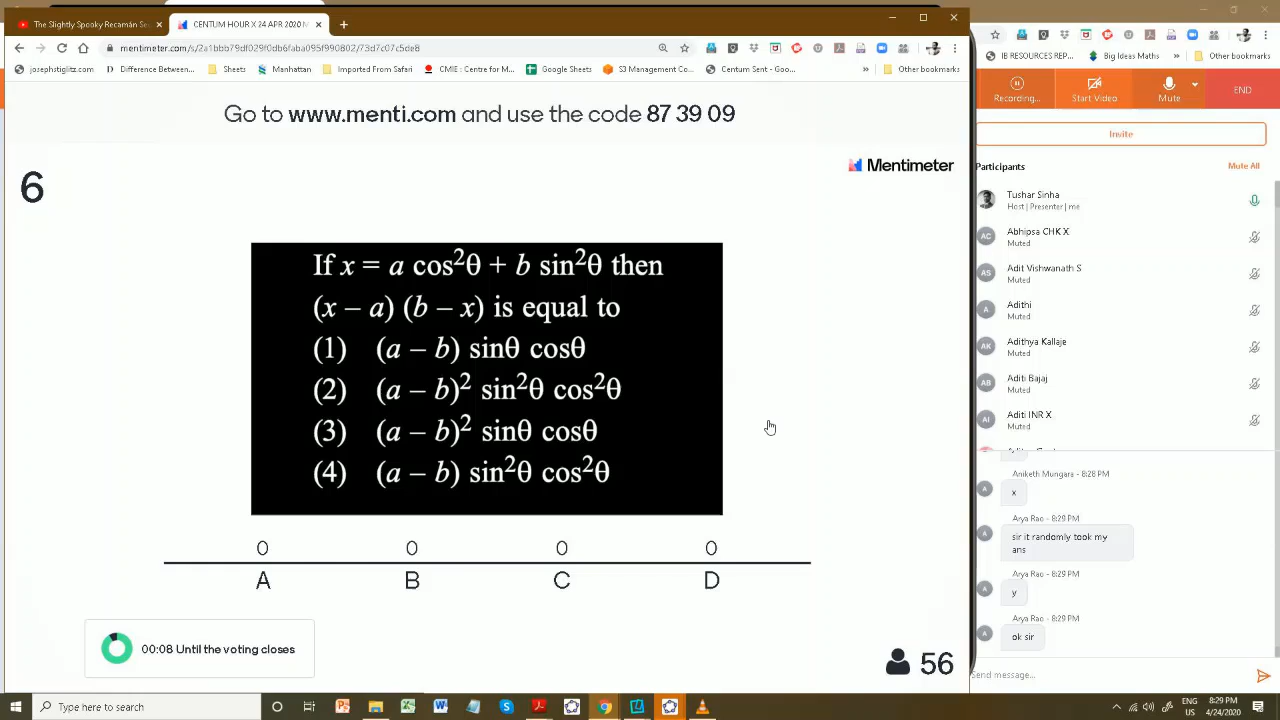 The Slightly Spooky Recamán Se
CENTUM HOUR X 24 APR 2020 M
josephstiglitz.com
Difference Between...
Sheets
Manhattan
Imported From Safari
CMIE : Centre for M...
Google Sheets
S3 Management Co...
Centum Sent - Goo...
Other bookmarks
Go to www.menti.com and use the code 87 39 09
Mentimeter
6
If x = a cos²θ + b sin²θ then
(x – a) (b – x) is equal to
(1) (a – b) sinθ cosθ
(2) (a – b)² sin²θ cos²θ
(3) (a – b)² sinθ cosθ
(4) (a – b) sin²θ cos²θ
0 0 0 0
A B C D
00:08 Until the voting closes
56
IB RESOURCES REP...
Big Ideas Maths
Other bookmarks
Recording...
Start Video
Mute
END
Invite
Participants
Mute All
Tushar Sinha
Host | Presenter | me
AC
Abhipsa CHK X
Muted
AS
Adit Vishwanath S
Muted
A
Adithi
Muted
AK
Adithya Kallaje
Muted
AB
Aditi Bajaj
Muted
AI
Aditi INR X
Muted
Aniketh Mungara - 8:28 PM
A
x
Arya Rao - 8:29 PM
A
sir it randomly took my
ans
Arya Rao - 8:29 PM
A
y
Arya Rao - 8:29 PM
A
ok sir
Send message...
Type here to search
ENG
US
8:29 PM
4/24/2020